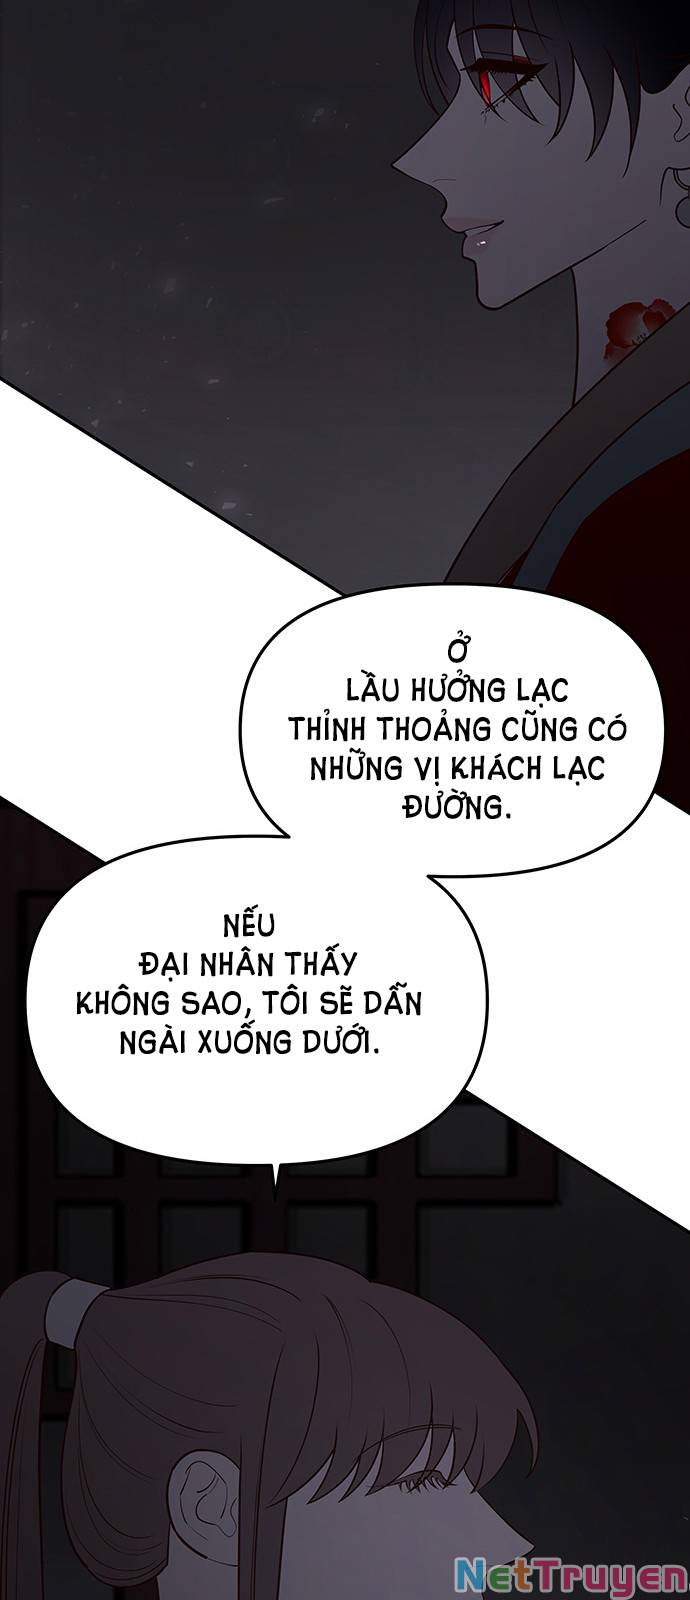 Ở
LẦU HƯỞNG LẠC
THỈNH THOẢNG CŨNG CÓ
NHỮNG VỊ KHÁCH LẠC
ĐƯỜNG.
NẾU
ĐẠI NHÂN THẤY
KHÔNG SAO, TÔI SẼ DẪN
NGÀI XUỐNG DƯỚI.
NetTruyen